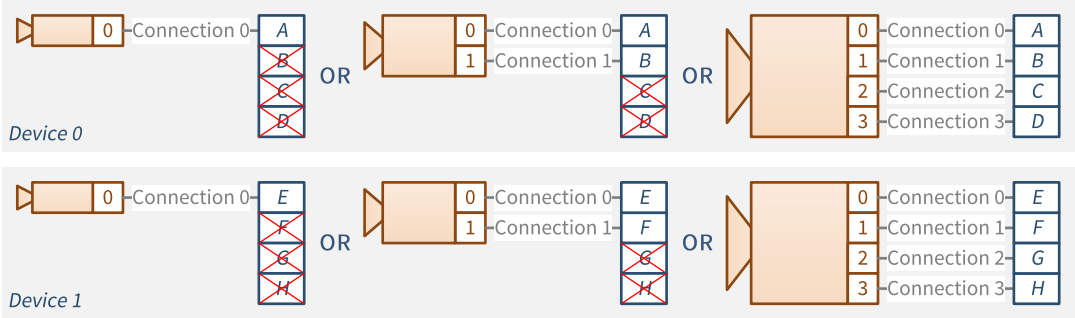 0 Connection 0 A 0 Connection 0 A 0 Connection 0 A
B 1 Connection 1 B 1 Connection 1 B
OR OR
C C 2 Connection 2 C
D D 3 Connection 3 D
Device 0
0 Connection 0 E 0 Connection 0 E 0 Connection 0 E
F 1 Connection 1 F 1 Connection 1 F
OR OR
G G 2 Connection 2 G
H H 3 Connection 3 H
Device 1